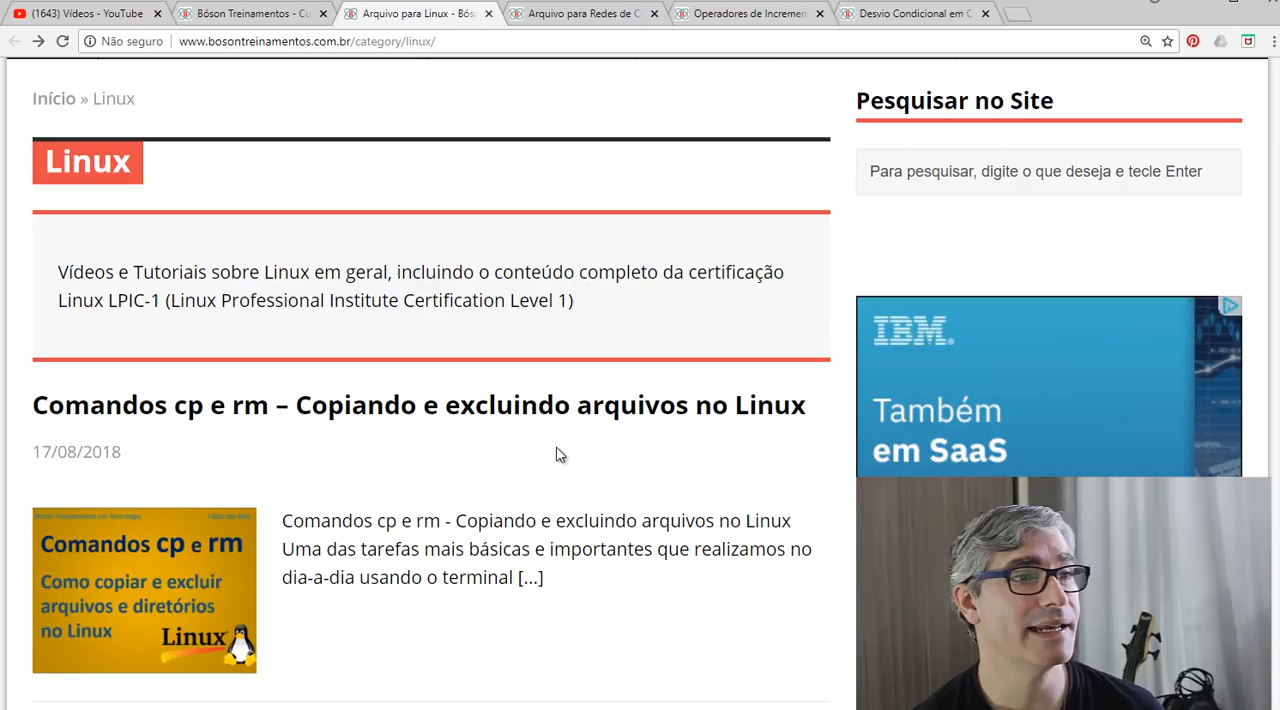 (1643) Vídeos - YouTube
Bóson Treinamentos - Cu
Arquivo para Linux - Bós
Arquivo para Redes de C
Operadores de Incremen
Desvio Condicional em C
Não seguro
www.bosontreinamentos.com.br/category/linux/
Início » Linux
Linux
Vídeos e Tutoriais sobre Linux em geral, incluindo o conteúdo completo da certificação
Linux LPIC-1 (Linux Professional Institute Certification Level 1)
Comandos cp e rm – Copiando e excluindo arquivos no Linux
17/08/2018
Comandos cp e rm
Como copiar e excluir
arquivos e diretórios
no Linux
Linux
Comandos cp e rm - Copiando e excluindo arquivos no Linux
Uma das tarefas mais básicas e importantes que realizamos no
dia-a-dia usando o terminal [...]
Pesquisar no Site
Para pesquisar, digite o que deseja e tecle Enter
IBM.
Também
em SaaS